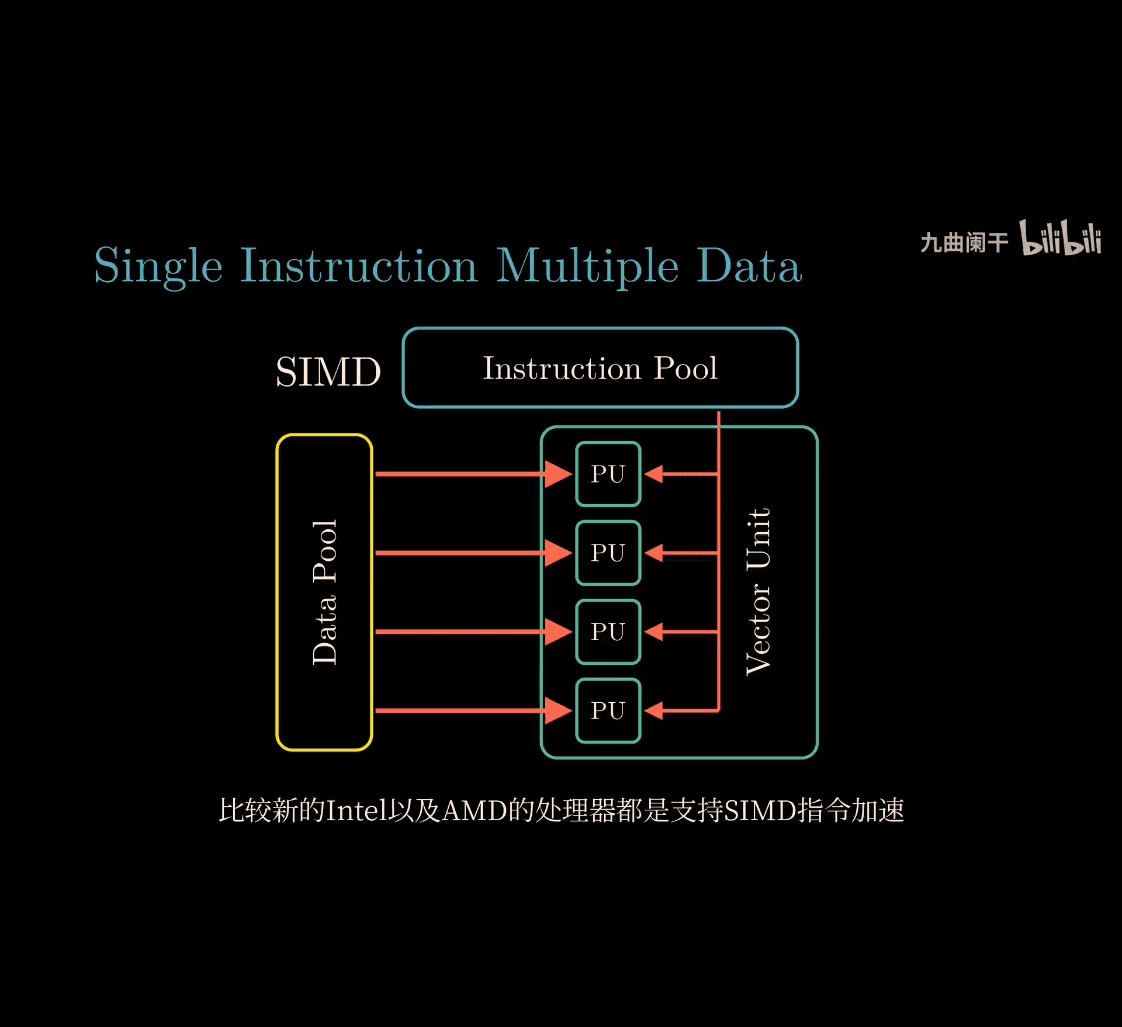 九曲阑干 bilibili
Single Instruction Multiple Data
SIMD
Instruction Pool
Data Pool
PU
PU
PU
PU
Vector Unit
比较新的Intel以及AMD的处理器都是支持SIMD指令加速